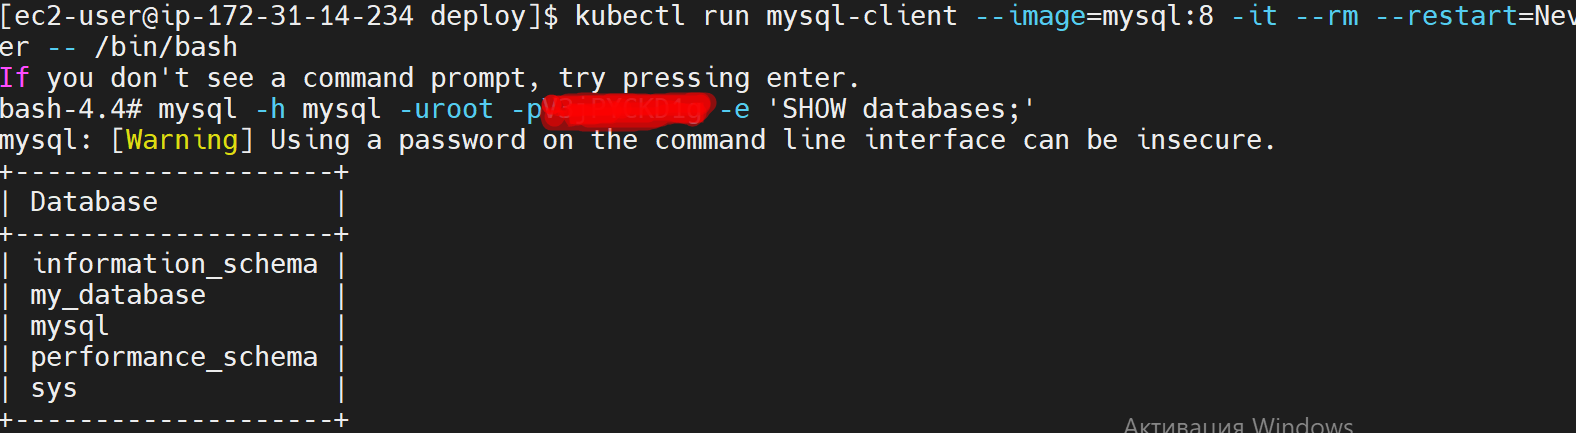 [ec2-user@ip-172-31-14-234 deploy]$ kubectl run mysql-client --image=mysql:8 -it --rm --restart=Nev
er -- /bin/bash
If you don't see a command prompt, try pressing enter.
bash-4.4# mysql -h mysql -uroot -p -e 'SHOW databases;'
mysql: [Warning] Using a password on the command line interface can be insecure.
+--------------------+
| Database           |
+--------------------+
| information_schema |
| my_database        |
| mysql              |
| performance_schema |
| sys                |
+--------------------+
Активация Windows